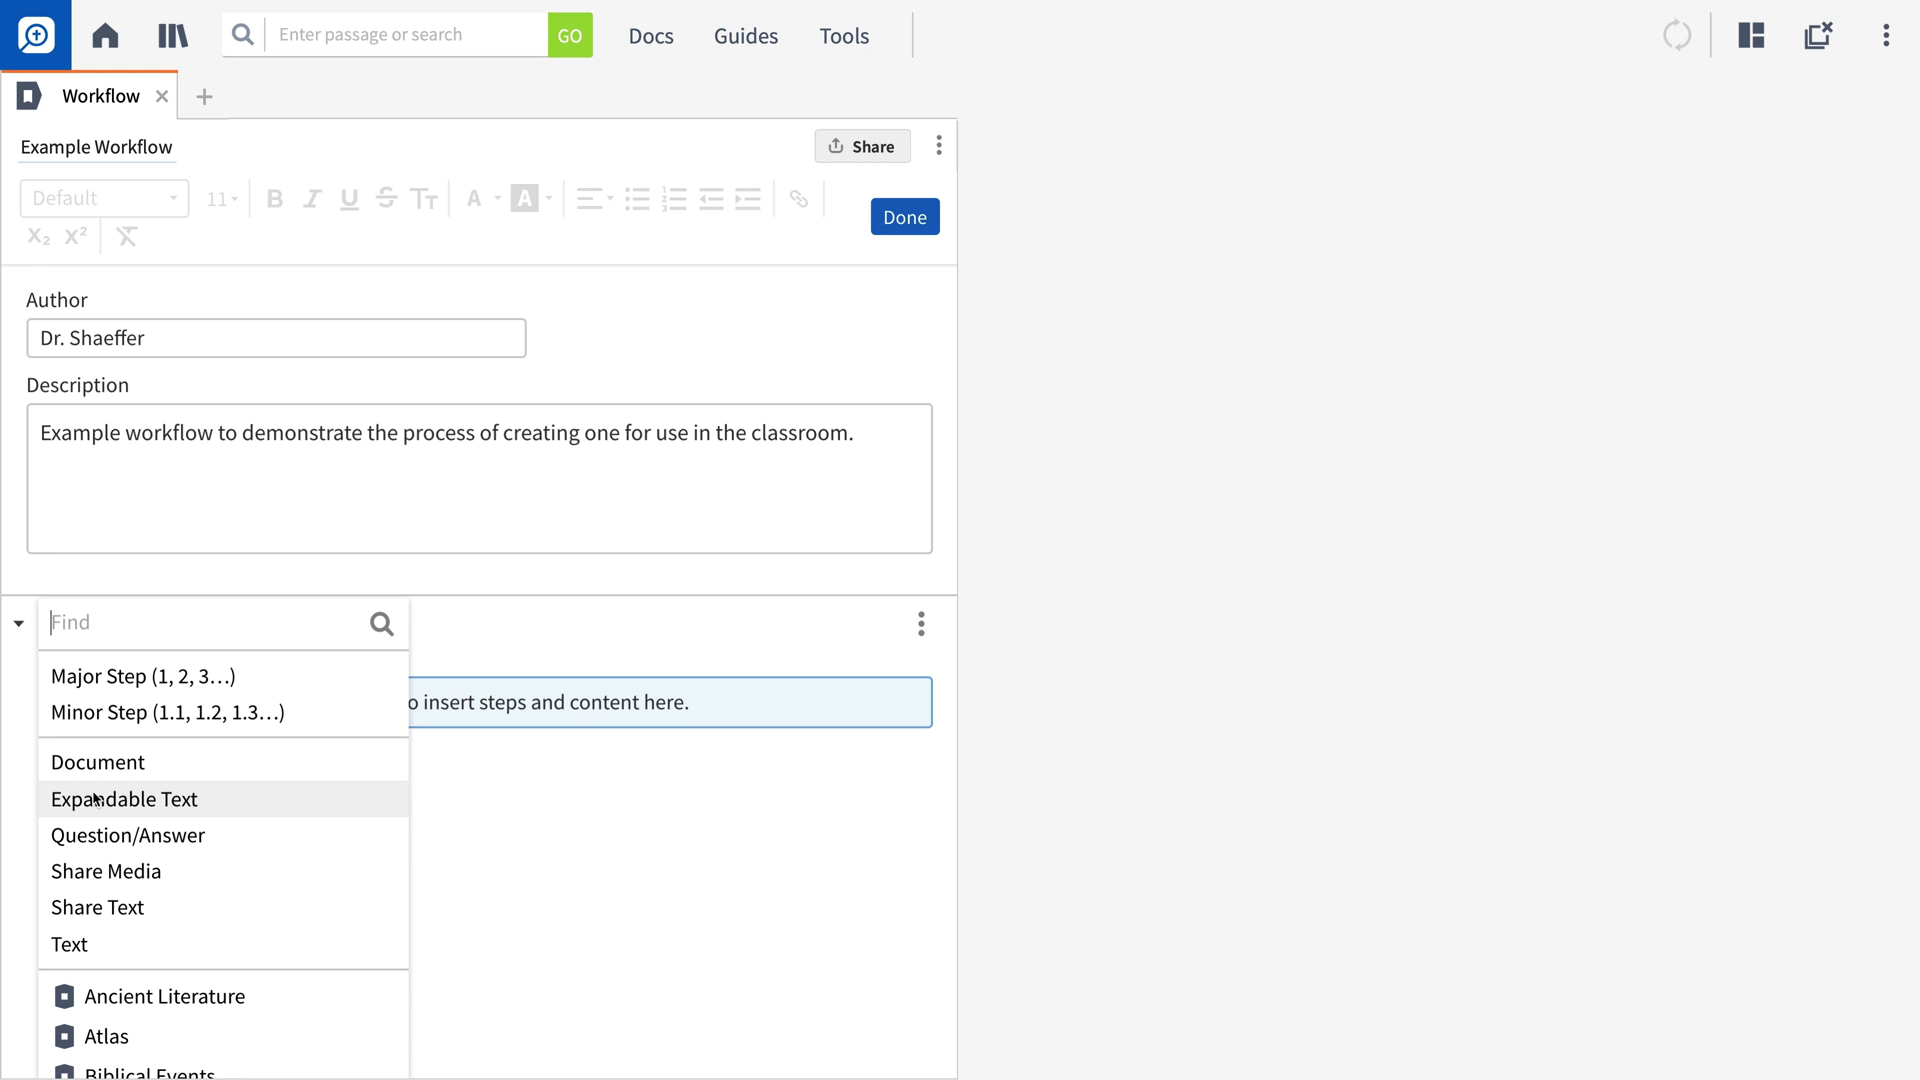 Enter passage or search
GO
Docs
Guides
Tools
Workflow
Example Workflow
Share
Default
11
Done
Author
Dr. Shaeffer
Description
Example workflow to demonstrate the process of creating one for use in the classroom.
Find
Major Step (1, 2, 3...)
Minor Step (1.1, 1.2, 1.3...)
o insert steps and content here.
Document
Expandable Text
Question/Answer
Share Media
Share Text
Text
Ancient Literature
Atlas
Biblical Events